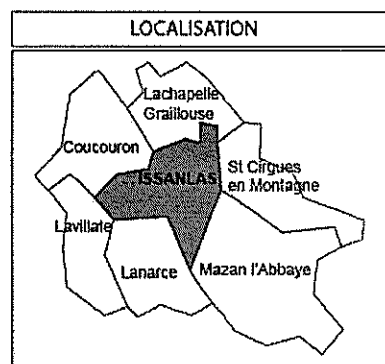 LOCALISATION
Lachapelle
Graillouse
Coucouron
ISSANLAS
St Cirgues
en Montagne
Lavillate
Lanarce
Mazan l'Abbaye